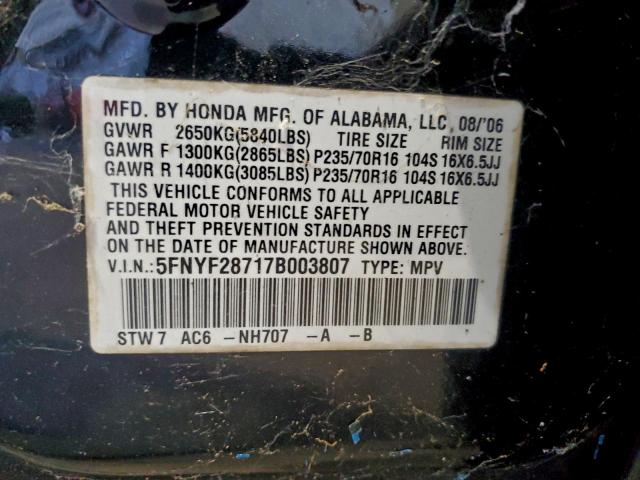 MFD. BY HONDA MFG. OF ALABAMA, LLC, 08/'06
GVWR 2650KG(5840LBS) TIRE SIZE RIM SIZE
GAWR F 1300KG(2865LBS) P235/70R16 104S 16X6.5JJ
GAWR R 1400KG(3085LBS) P235/70R16 104S 16X6.5JJ
THIS VEHICLE CONFORMS TO ALL APPLICABLE
FEDERAL MOTOR VEHICLE SAFETY
AND THEFT PREVENTION STANDARDS IN EFFECT
ON THE DATE OF MANUFACTURE SHOWN ABOVE.
V.I.N.: 5FNYF28717B003807 TYPE: MPV
STW7 AC6 -NH707 -A -B